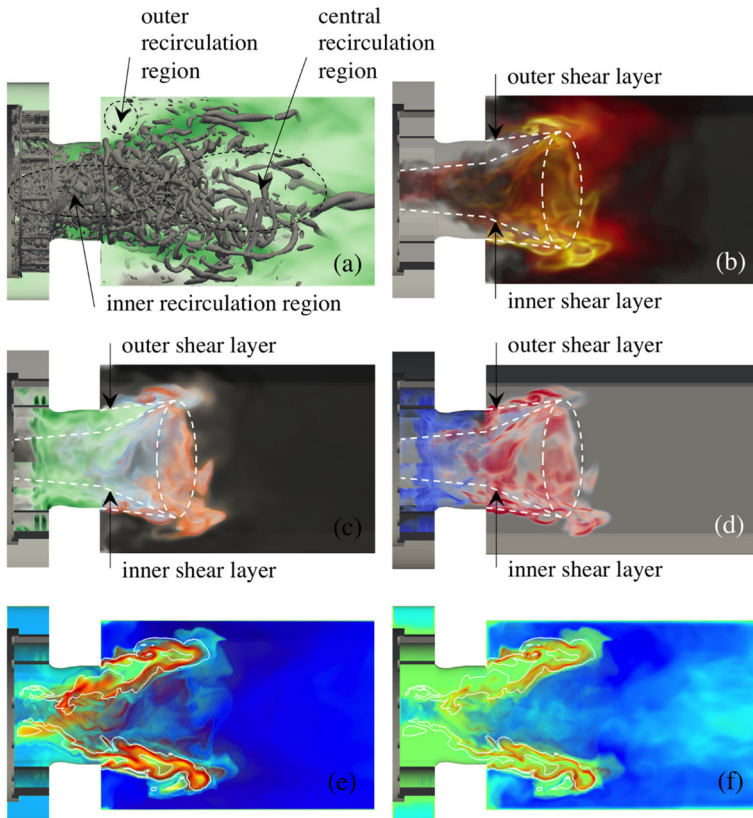 outer
recirculation
region
central
recirculation
region
(a)
inner recirculation region
outer shear layer
(b)
inner shear layer
outer shear layer
(c)
inner shear layer
outer shear layer
(d)
inner shear layer
(e)
(f)